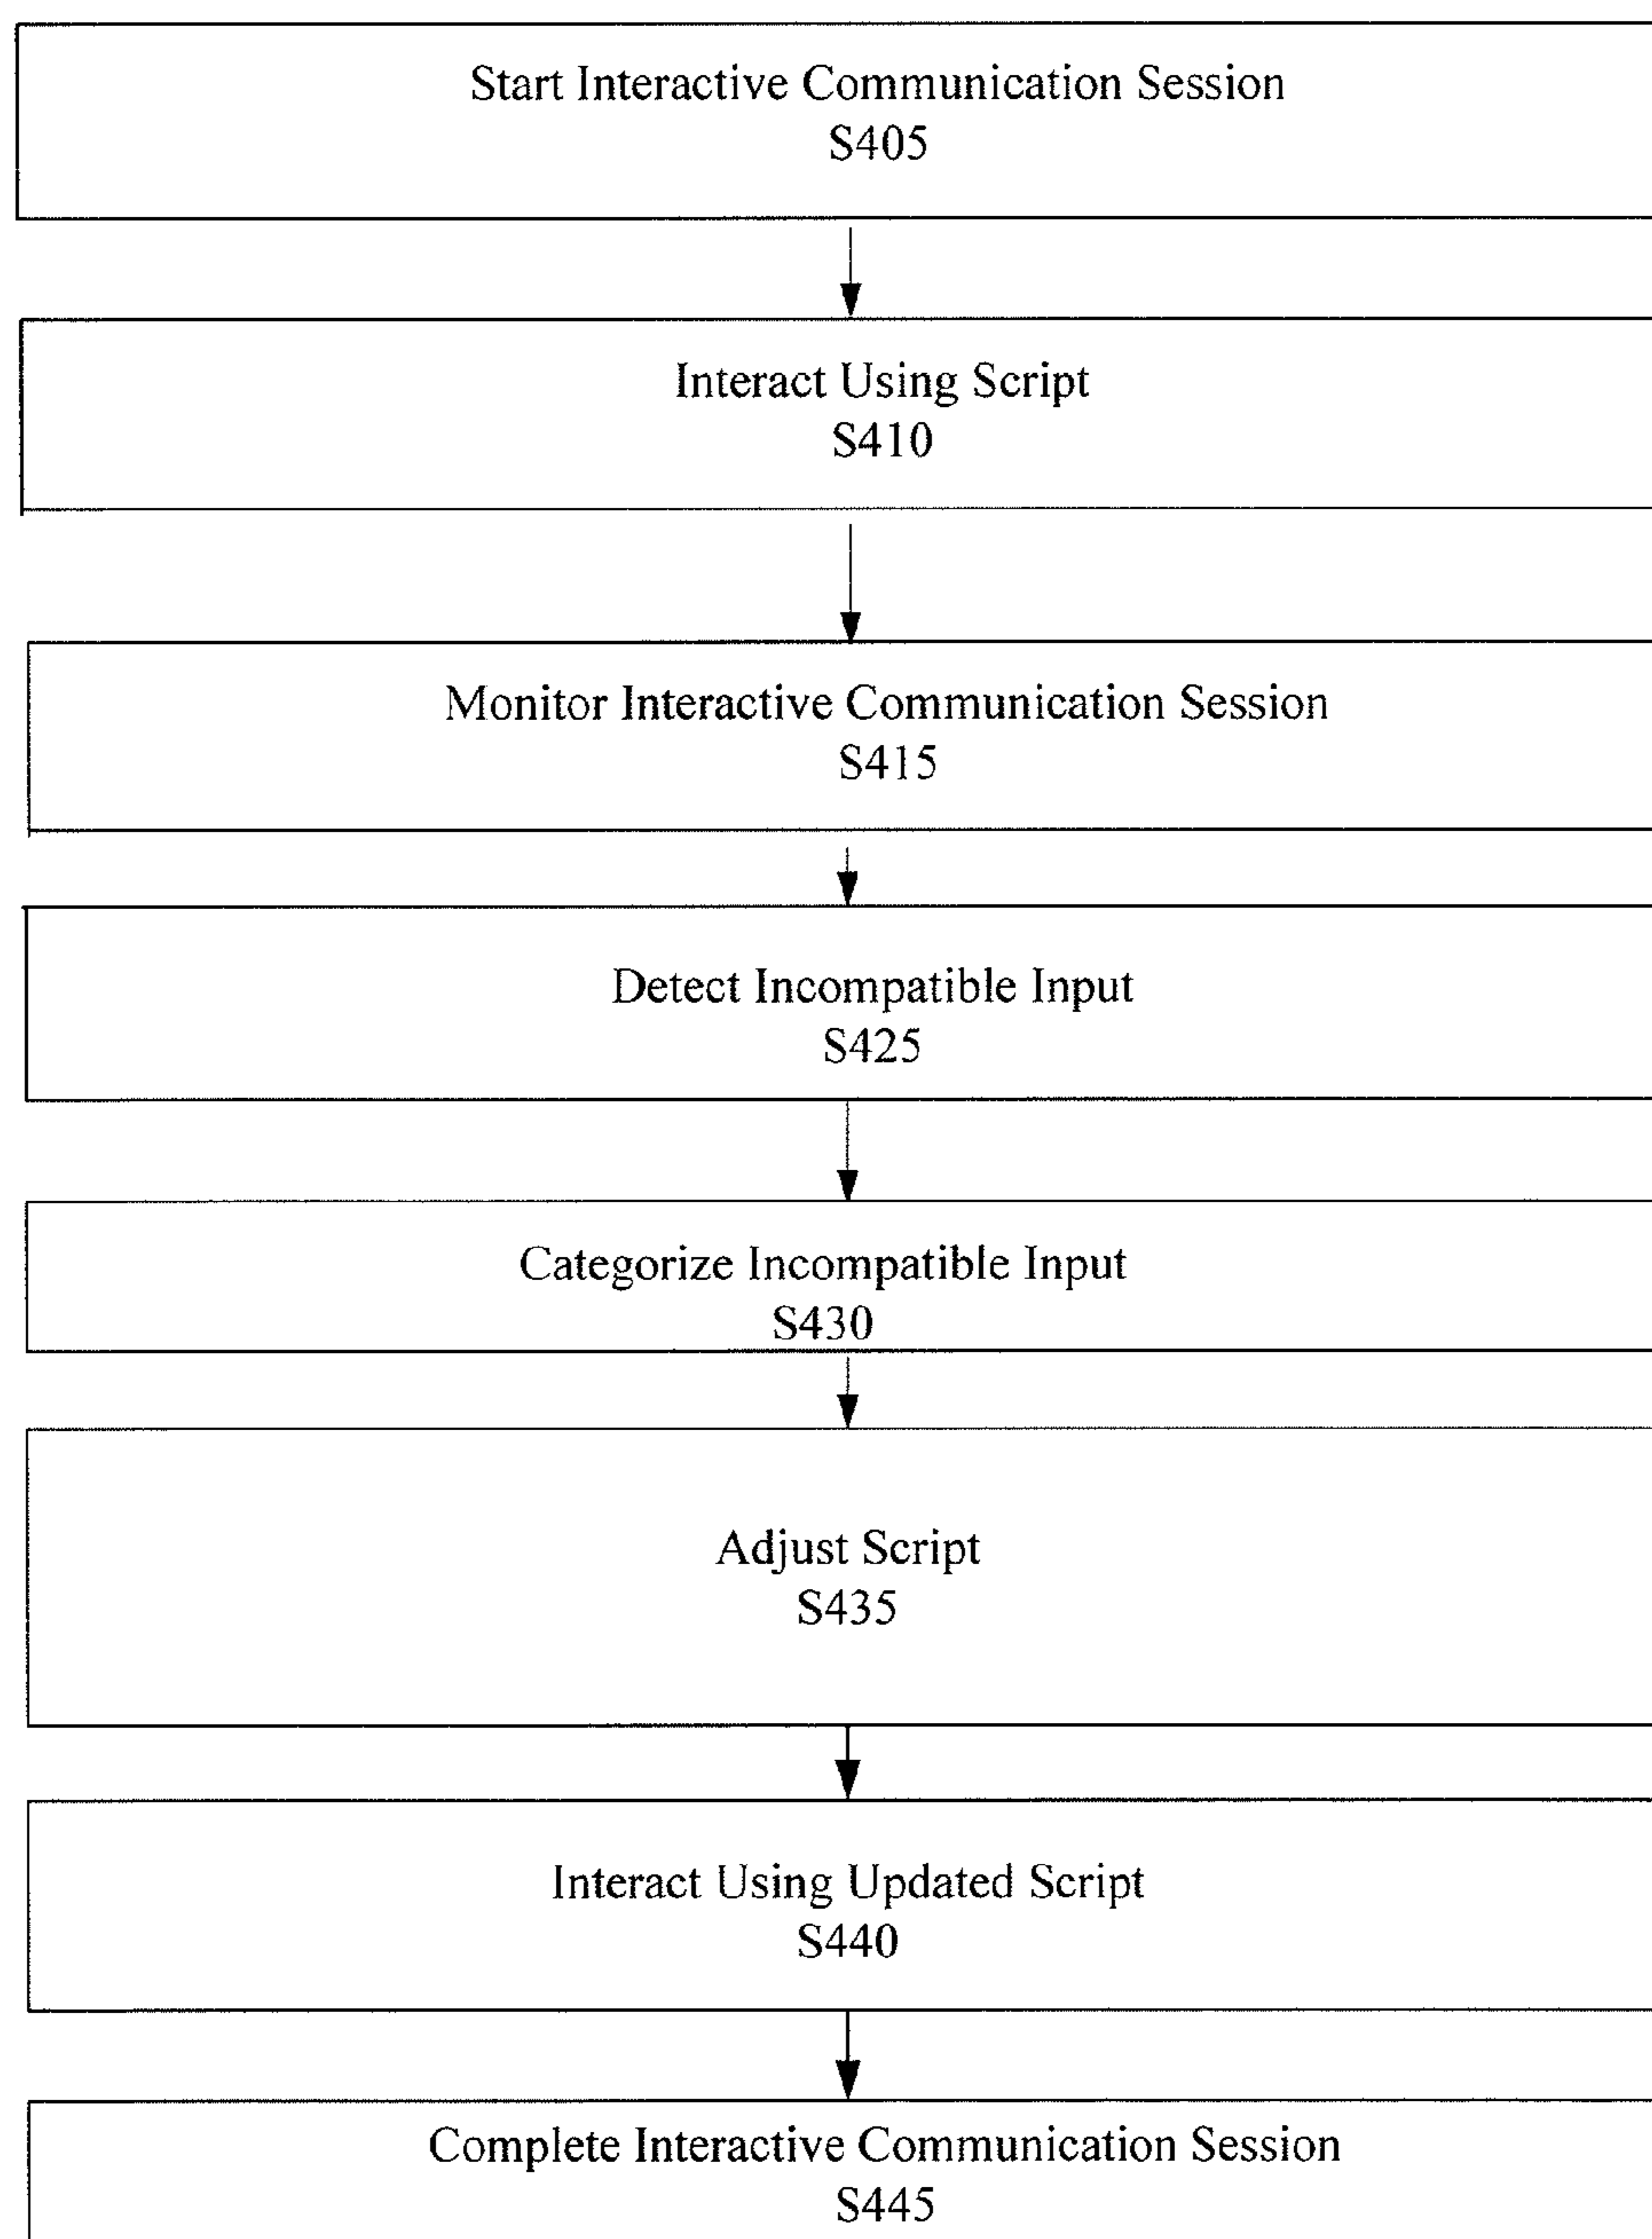 Start Interactive Communication Session
S405
Interact Using Script
S410
Monitor Interactive Communication Session
S415
Detect Incompatible Input
S425
Categorize Incompatible Input
S430
Adjust Script
S435
Interact Using Updated Script
S440
Complete Interactive Communication Session
S445